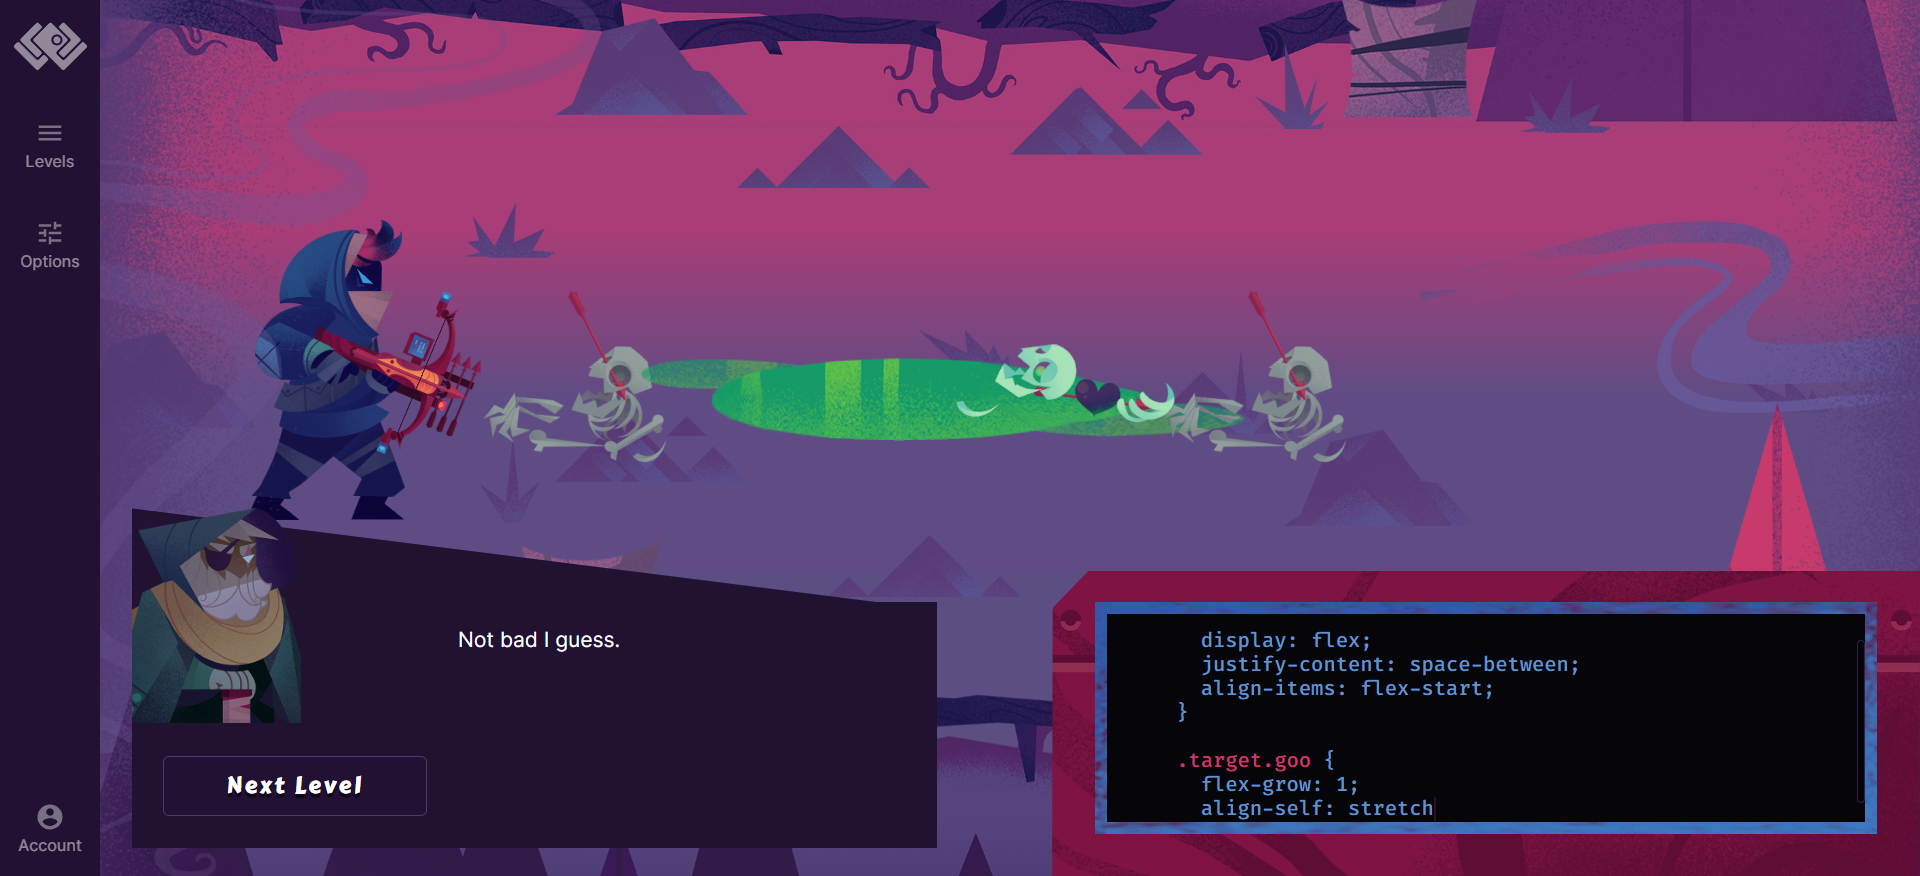 Levels
Options
Not bad I guess.
Next Level
Account
display: flex;
justify-content: space-between;
align-items: flex-start;
}
.target.goo {
flex-grow: 1;
align-self: stretch